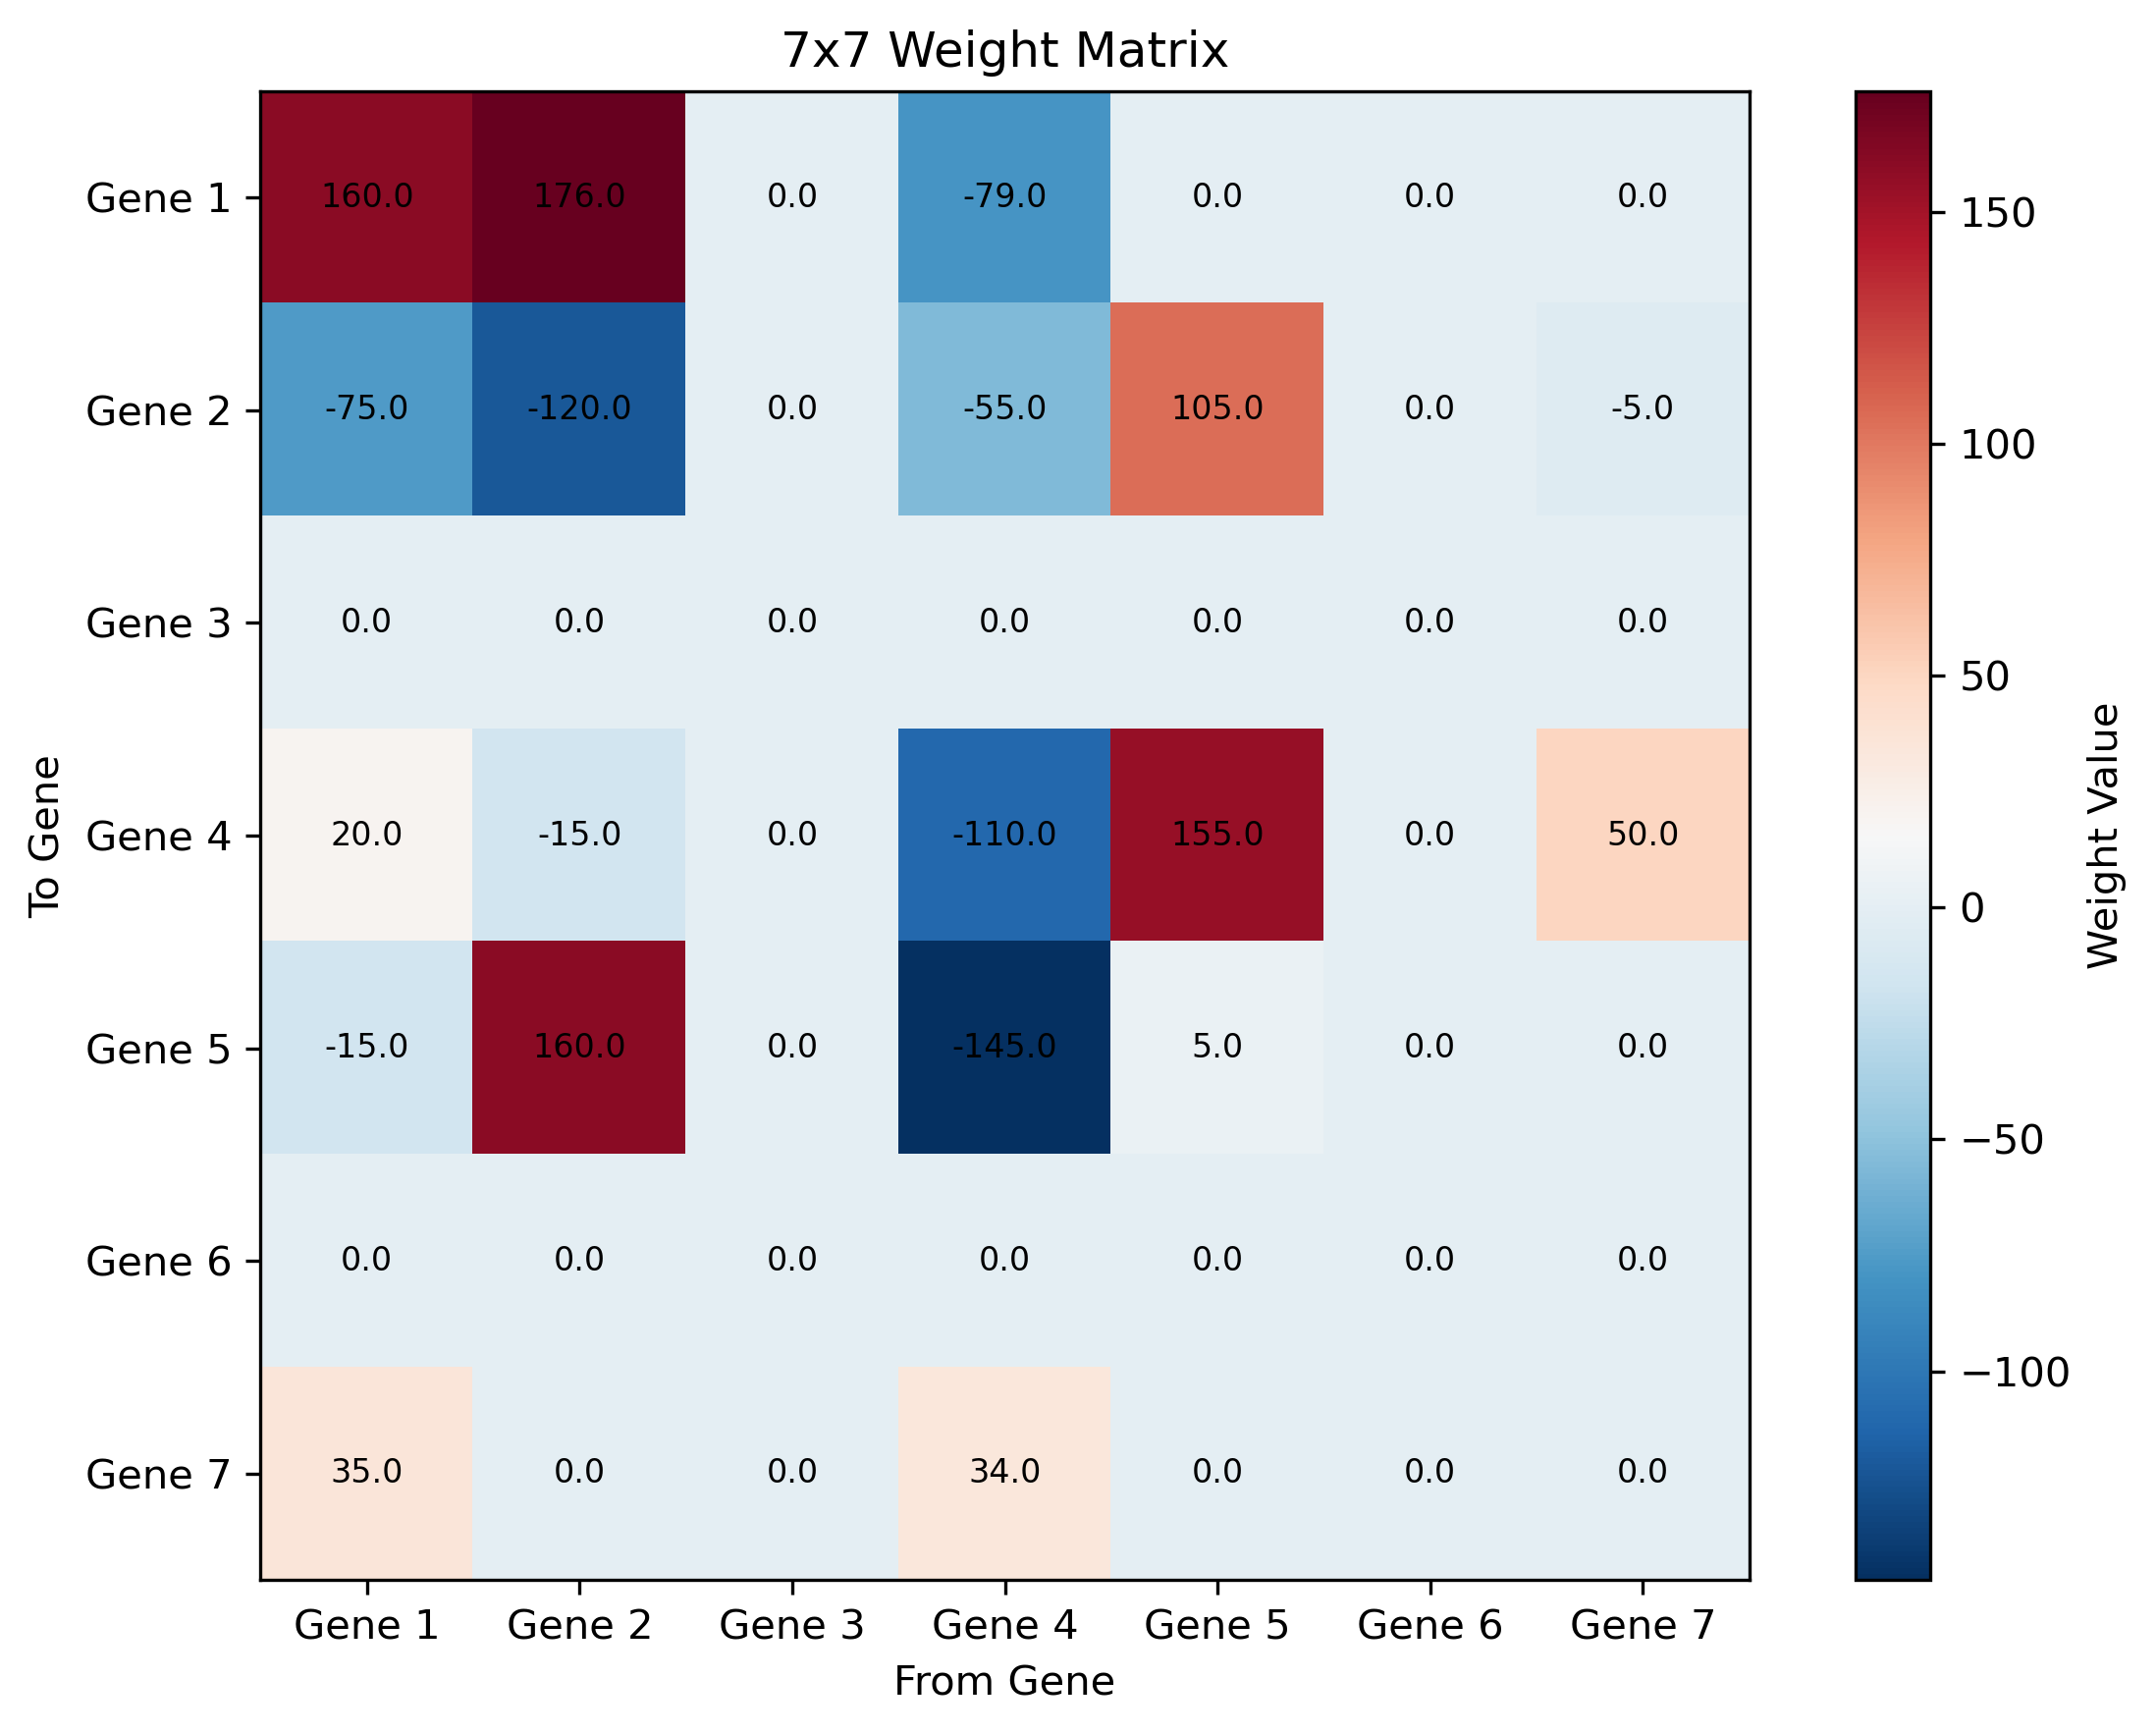 7x7 Weight Matrix
Gene 1 160.0 176.0 0.0 -79.0 0.0 0.0 0.0
Gene 2 -75.0 -120.0 0.0 -55.0 105.0 0.0 -5.0
Gene 3 0.0 0.0 0.0 0.0 0.0 0.0 0.0
Gene 4 20.0 -15.0 0.0 -110.0 155.0 0.0 50.0
Gene 5 -15.0 160.0 0.0 -145.0 5.0 0.0 0.0
Gene 6 0.0 0.0 0.0 0.0 0.0 0.0 0.0
Gene 7 35.0 0.0 0.0 34.0 0.0 0.0 0.0
Gene 1 Gene 2 Gene 3 Gene 4 Gene 5 Gene 6 Gene 7
From Gene
To Gene
150
100
50
0
−50
−100
Weight Value